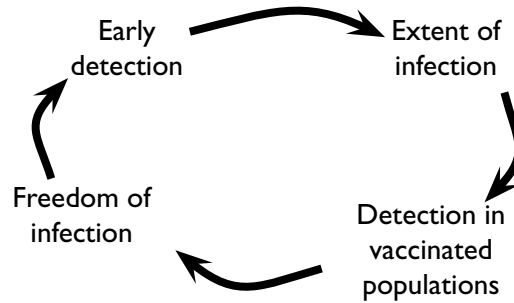 Early
detection
Extent of
infection
Detection in
vaccinated
populations
Freedom of
infection